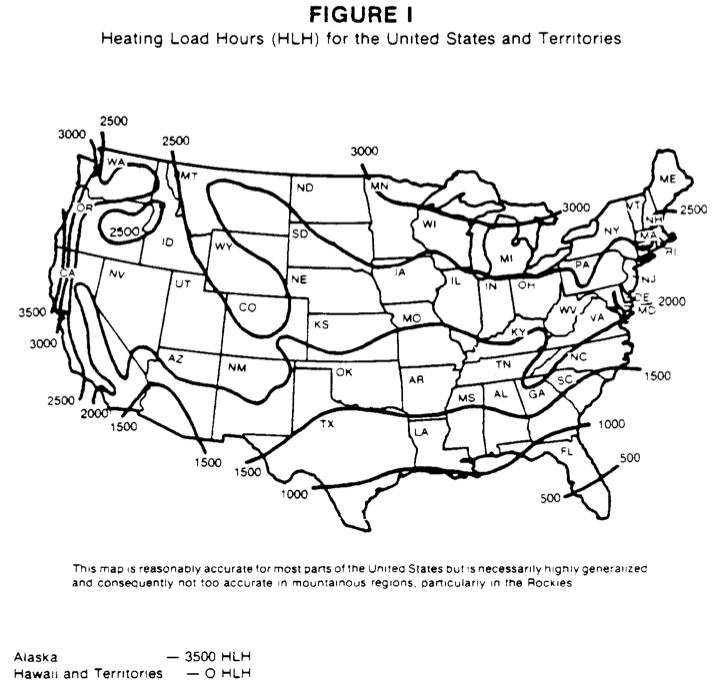 FIGURE I
Heating Load Hours (HLH) for the United States and Territories
2500
3000
2500
3000
WA
MT
ND
MN
ME
VT
NH
2500
OR
3000
2500
SD
WI
NY
MA
ID
WY
MI
RI
CA
NV
UT
NE
IA
IL
IN
OH
PA
NJ
DE
2000
MD
CO
3500
MO
WV
VA
KS
KY
3000
AZ
NM
OK
TN
NC
AR
SC
1500
2500
2000
MS
AL
GA
1500
TX
LA
1000
FL
1500
1500
500
1000
500
This map is reasonably accurate for most parts of the United States but is necessarily highly generalized
and consequently not too accurate in mountainous regions, particularly in the Rockies
Alaska — 3500 HLH
Hawaii and Territories — O HLH